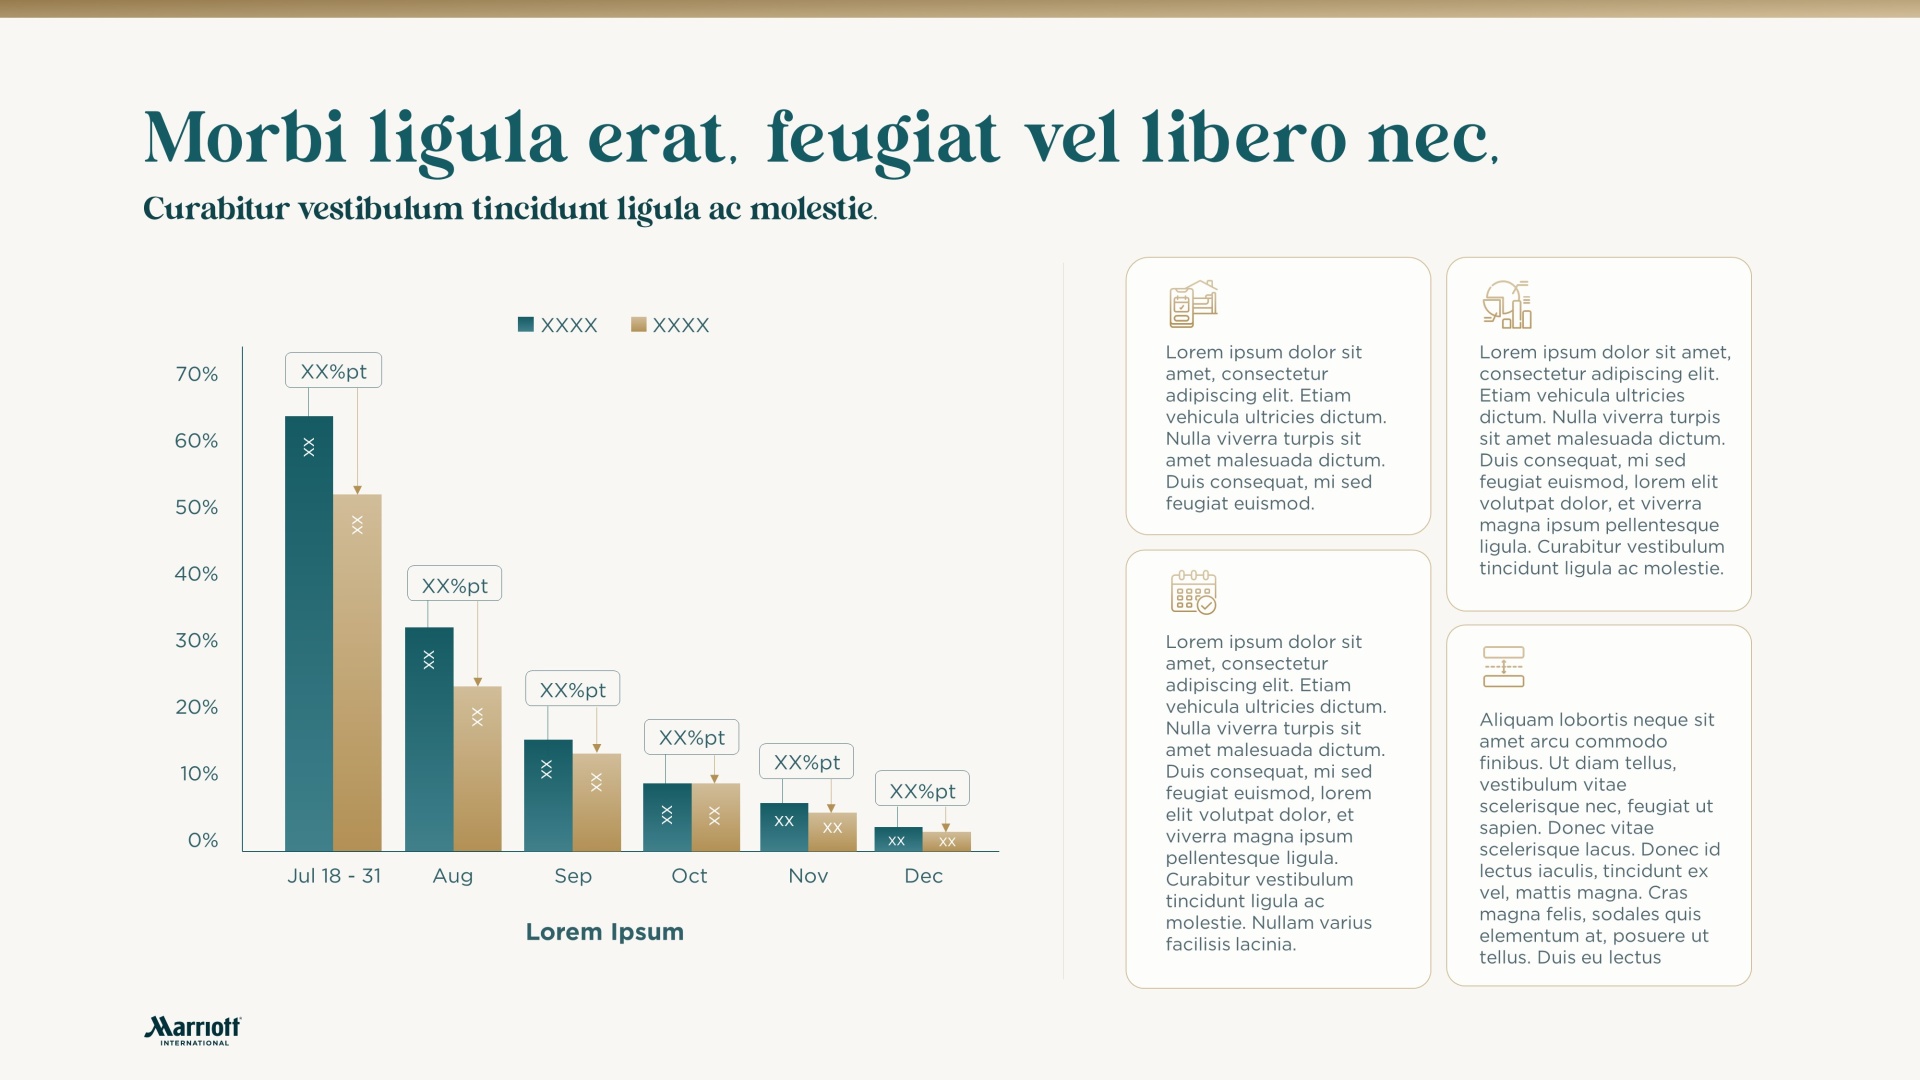 Morbi ligula erat, feugiat vel libero nec,
Curabitur vestibulum tincidunt ligula ac molestie.
XXXX XXXX
70%
60%
50%
40%
30%
20%
10%
0%
XX%pt
XX
XX
XX%pt
XX
XX
XX%pt
XX
XX
XX%pt
XX
XX
XX%pt
XX
XX
XX%pt
XX
XX
Jul 18 - 31 Aug Sep Oct Nov Dec
Lorem Ipsum
Lorem ipsum dolor sit
amet, consectetur
adipiscing elit. Etiam
vehicula ultricies dictum.
Nulla viverra turpis sit
amet malesuada dictum.
Duis consequat, mi sed
feugiat euismod.
Lorem ipsum dolor sit amet,
consectetur adipiscing elit.
Etiam vehicula ultricies
dictum. Nulla viverra turpis
sit amet malesuada dictum.
Duis consequat, mi sed
feugiat euismod, lorem elit
volutpat dolor, et viverra
magna ipsum pellentesque
ligula. Curabitur vestibulum
tincidunt ligula ac molestie.
Lorem ipsum dolor sit
amet, consectetur
adipiscing elit. Etiam
vehicula ultricies dictum.
Nulla viverra turpis sit
amet malesuada dictum.
Duis consequat, mi sed
feugiat euismod, lorem
elit volutpat dolor, et
viverra magna ipsum
pellentesque ligula.
Curabitur vestibulum
tincidunt ligula ac
molestie. Nullam varius
facilisis lacinia.
Aliquam lobortis neque sit
amet arcu commodo
finibus. Ut diam tellus,
vestibulum vitae
scelerisque nec, feugiat ut
sapien. Donec vitae
scelerisque lacus. Donec id
lectus iaculis, tincidunt ex
vel, mattis magna. Cras
magna felis, sodales quis
elementum at, posuere ut
tellus. Duis eu lectus
Marriott
INTERNATIONAL